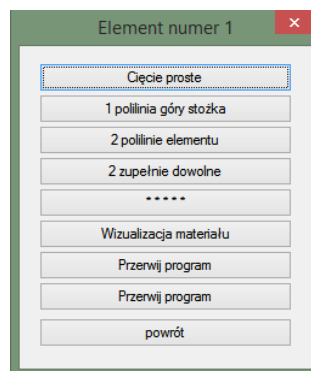 Element numer 1
Cięcie proste
1 polilinia góry stożka
2 polilinie elementu
2 zupełnie dowolne
*****
Wizualizacja materiału
Przerwij program
Przerwij program
powrót